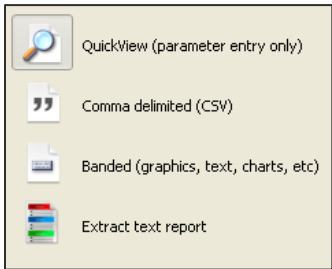 QuickView (parameter entry only)
Comma delimited (CSV)
Banded (graphics, text, charts, etc)
Extract text report